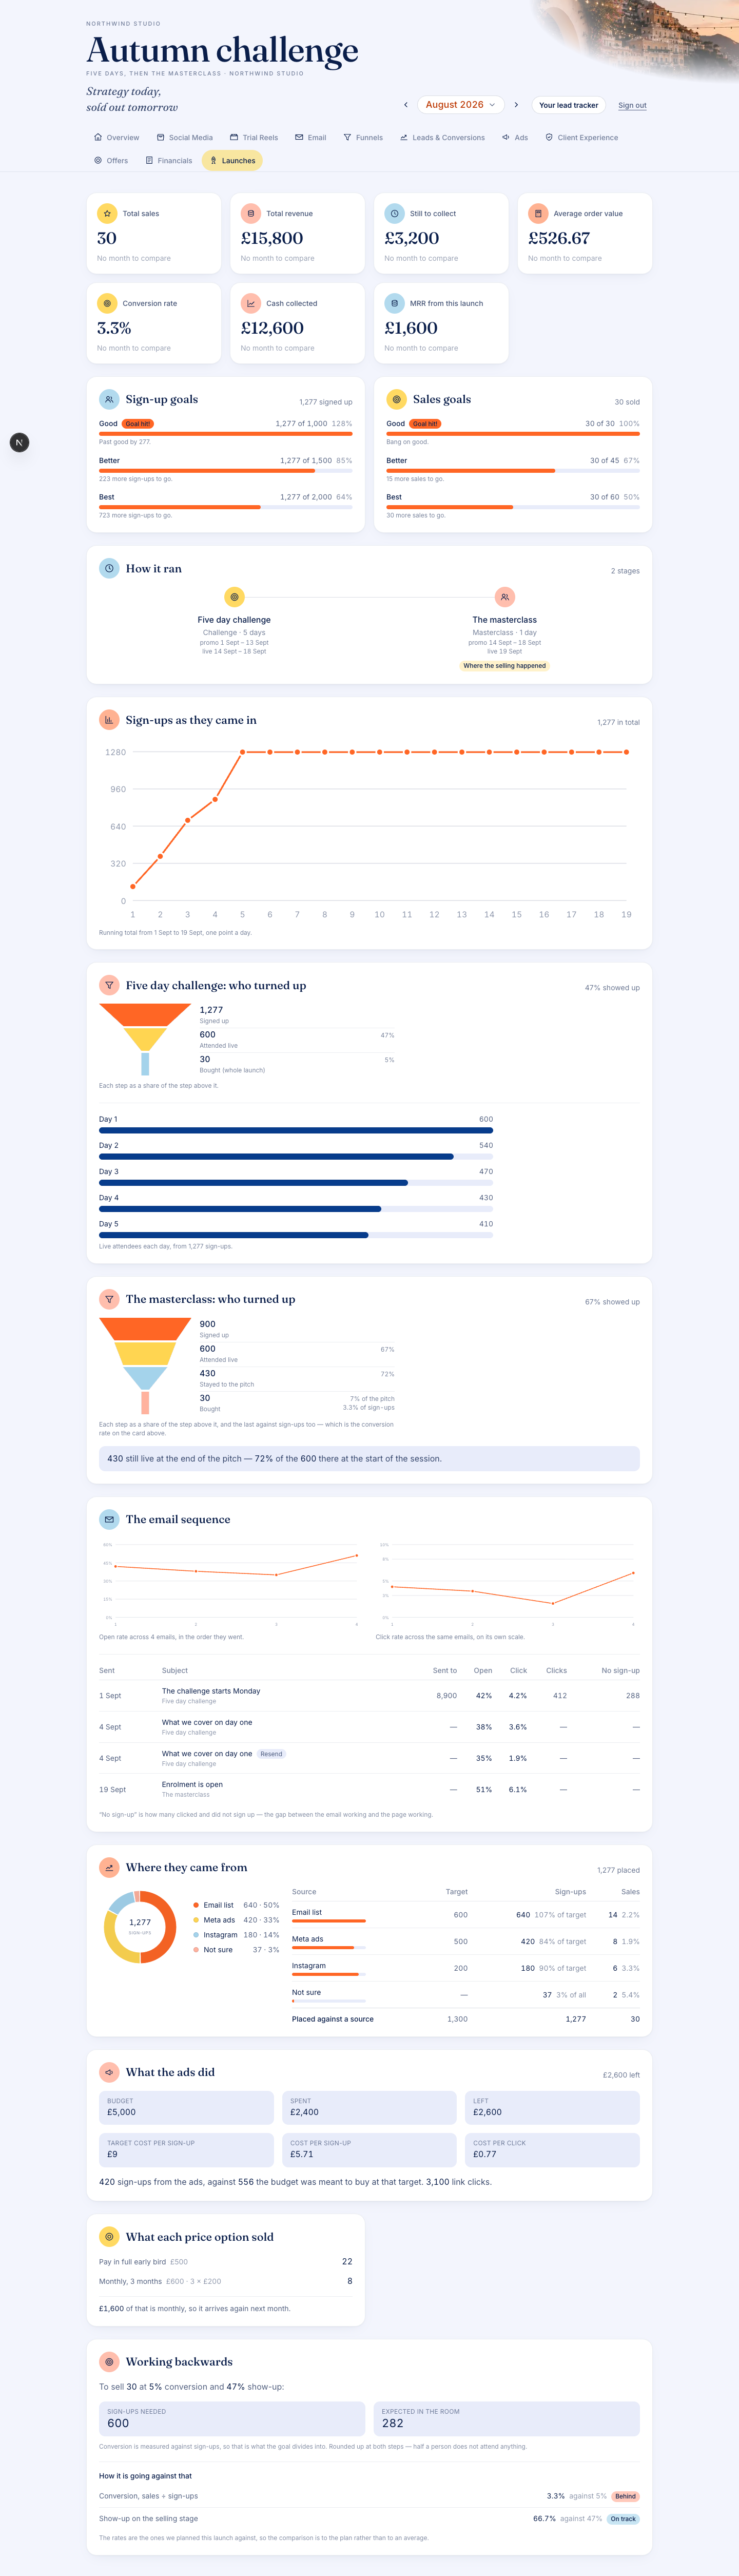 NORTHWIND STUDIO
Autumn challenge
FIVE DAYS, THEN THE MASTERCLASS · NORTHWIND STUDIO
Strategy today,
sold out tomorrow
August 2026
Your lead tracker
Sign out
Overview
Social Media
Trial Reels
Email
Funnels
Leads & Conversions
Ads
Client Experience
Offers
Financials
Launches
Total sales
30
No month to compare
Total revenue
£15,800
No month to compare
Still to collect
£3,200
No month to compare
Average order value
£526.67
No month to compare
Conversion rate
3.3%
No month to compare
Cash collected
£12,600
No month to compare
MRR from this launch
£1,600
No month to compare
N
Sign-up goals
1,277 signed up
Good Goal hit! 1,277 of 1,000 128%
Past good by 277.
Better 1,277 of 1,500 85%
223 more sign-ups to go.
Best 1,277 of 2,000 64%
723 more sign-ups to go.
Sales goals
30 sold
Good Goal hit! 30 of 30 100%
Bang on good.
Better 30 of 45 67%
15 more sales to go.
Best 30 of 60 50%
30 more sales to go.
How it ran
2 stages
Five day challenge
Challenge · 5 days
promo 1 Sept – 13 Sept
live 14 Sept – 18 Sept
The masterclass
Masterclass · 1 day
promo 14 Sept – 18 Sept
live 19 Sept
Where the selling happened
Sign-ups as they came in
1,277 in total
1280
960
640
320
0
1 2 3 4 5 6 7 8 9 10 11 12 13 14 15 16 17 18 19
Running total from 1 Sept to 19 Sept, one point a day.
Five day challenge: who turned up
47% showed up
1,277
Signed up
600 47%
Attended live
30 5%
Bought (whole launch)
Each step as a share of the step above it.
Day 1 600
Day 2 540
Day 3 470
Day 4 430
Day 5 410
Live attendees each day, from 1,277 sign-ups.
The masterclass: who turned up
67% showed up
900
Signed up
600 67%
Attended live
430 72%
Stayed to the pitch
30 7% of the pitch
Bought 3.3% of sign-ups
Each step as a share of the step above it, and the last against sign-ups too — which is the conversion
rate on the card above.
430 still live at the end of the pitch — 72% of the 600 there at the start of the session.
The email sequence
15%
0%
1 2 3 4
Open rate across 4 emails, in the order they went.
0%
1 2 3 4
Click rate across the same emails, on its own scale.
Sent Subject Sent to Open Click Clicks No sign-up
1 Sept The challenge starts Monday 8,900 42% 4.2% 412 288
Five day challenge
4 Sept What we cover on day one — 38% 3.6% — —
Five day challenge
4 Sept What we cover on day one Resend — 35% 1.9% — —
Five day challenge
19 Sept Enrolment is open — 51% 6.1% — —
The masterclass
"No sign-up" is how many clicked and did not sign up — the gap between the email working and the page working.
Where they came from
1,277 placed
1,277
SIGN-UPS
Email list 640 · 50%
Meta ads 420 · 33%
Instagram 180 · 14%
Not sure 37 · 3%
Source Target Sign-ups Sales
Email list 600 640 107% of target 14 2.2%
Meta ads 500 420 84% of target 8 1.9%
Instagram 200 180 90% of target 6 3.3%
Not sure — 37 3% of all 2 5.4%
Placed against a source 1,300 1,277 30
What the ads did
£2,600 left
BUDGET
£5,000
SPENT
£2,400
LEFT
£2,600
TARGET COST PER SIGN-UP
£9
COST PER SIGN-UP
£5.71
COST PER CLICK
£0.77
420 sign-ups from the ads, against 556 the budget was meant to buy at that target. 3,100 link clicks.
What each price option sold
Pay in full early bird £500 22
Monthly, 3 months £600 · 3 × £200 8
£1,600 of that is monthly, so it arrives again next month.
Working backwards
To sell 30 at 5% conversion and 47% show-up:
SIGN-UPS NEEDED
600
EXPECTED IN THE ROOM
282
Conversion is measured against sign-ups, so that is what the goal divides into. Rounded up at both steps — half a person does not attend anything.
How it is going against that
Conversion, sales ÷ sign-ups 3.3% against 5% Behind
Show-up on the selling stage 66.7% against 47% On track
The rates are the ones we planned this launch against, so the comparison is to the plan rather than to an average.